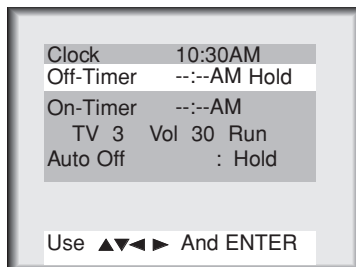 Clock 10:30AM
Off-Timer --:--AM Hold
On-Timer --:--AM
TV 3 Vol 30 Run
Auto Off : Hold
Use ▲▼◄ ► And ENTER